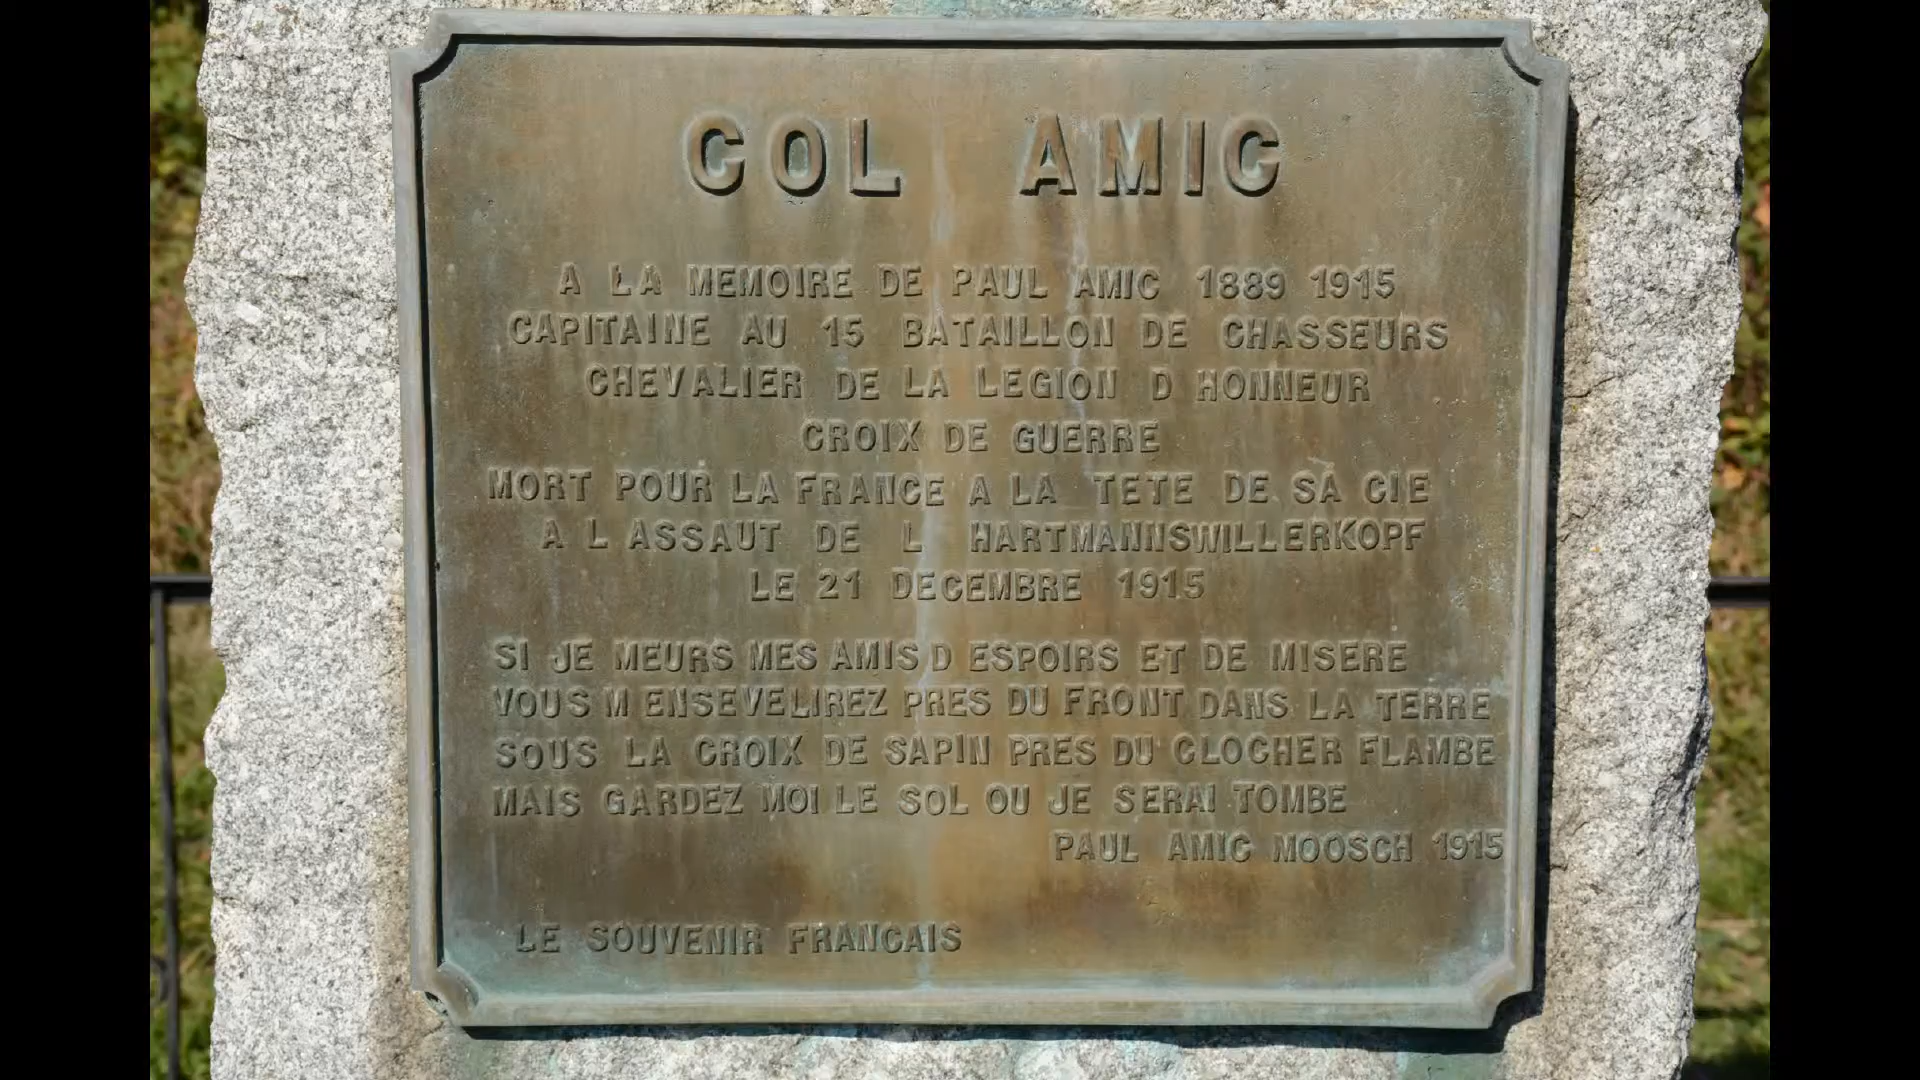 COL AMIC
A LA MEMOIRE DE PAUL AMIC 1889 1915
CAPITAINE AU 15 BATAILLON DE CHASSEURS
CHEVALIER DE LA LEGION D HONNEUR
CROIX DE GUERRE
MORT POUR LA FRANCE A LA TETE DE SA CIE
A L ASSAUT DE L HARTMANNSWILLERKOPF
LE 21 DECEMBRE 1915
SI JE MEURS MES AMIS D ESPOIRS ET DE MISERE
VOUS M ENSEVELIREZ PRES DU FRONT DANS LA TERRE
SOUS LA CROIX DE SAPIN PRES DU CLOCHER FLAMBE
MAIS GARDEZ MOI LE SOL OU JE SERAI TOMBE
PAUL AMIC MOOSCH 1915
LE SOUVENIR FRANCAIS